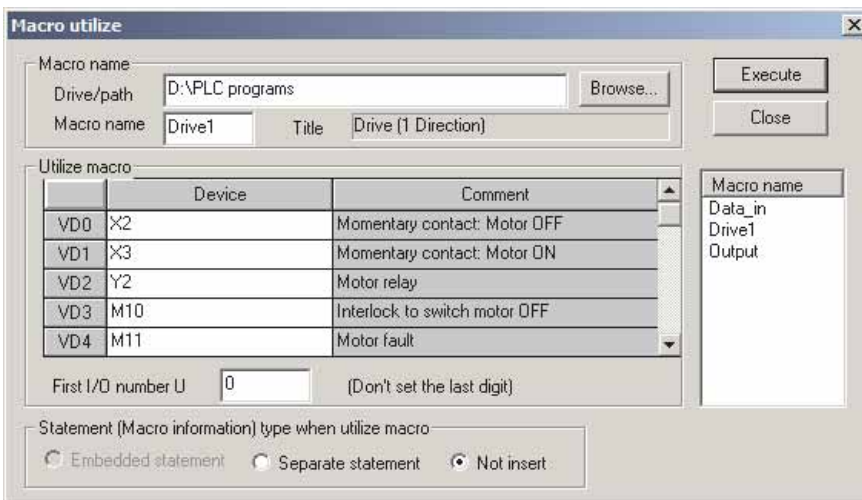 Macro utilize
Macro name
Drive/path D:\PLC programs Browse...
Macro name Drive1 Title Drive (1 Direction)
Execute
Close
Utilize macro
Device Comment
VD0 X2 Momentary contact: Motor OFF
VD1 X3 Momentary contact: Motor ON
VD2 Y2 Motor relay
VD3 M10 Interlock to switch motor OFF
VD4 M11 Motor fault
First I/O number U 0 (Don't set the last digit)
Macro name
Data_in
Drive1
Output
Statement (Macro information) type when utilize macro
Embedded statement Separate statement Not insert